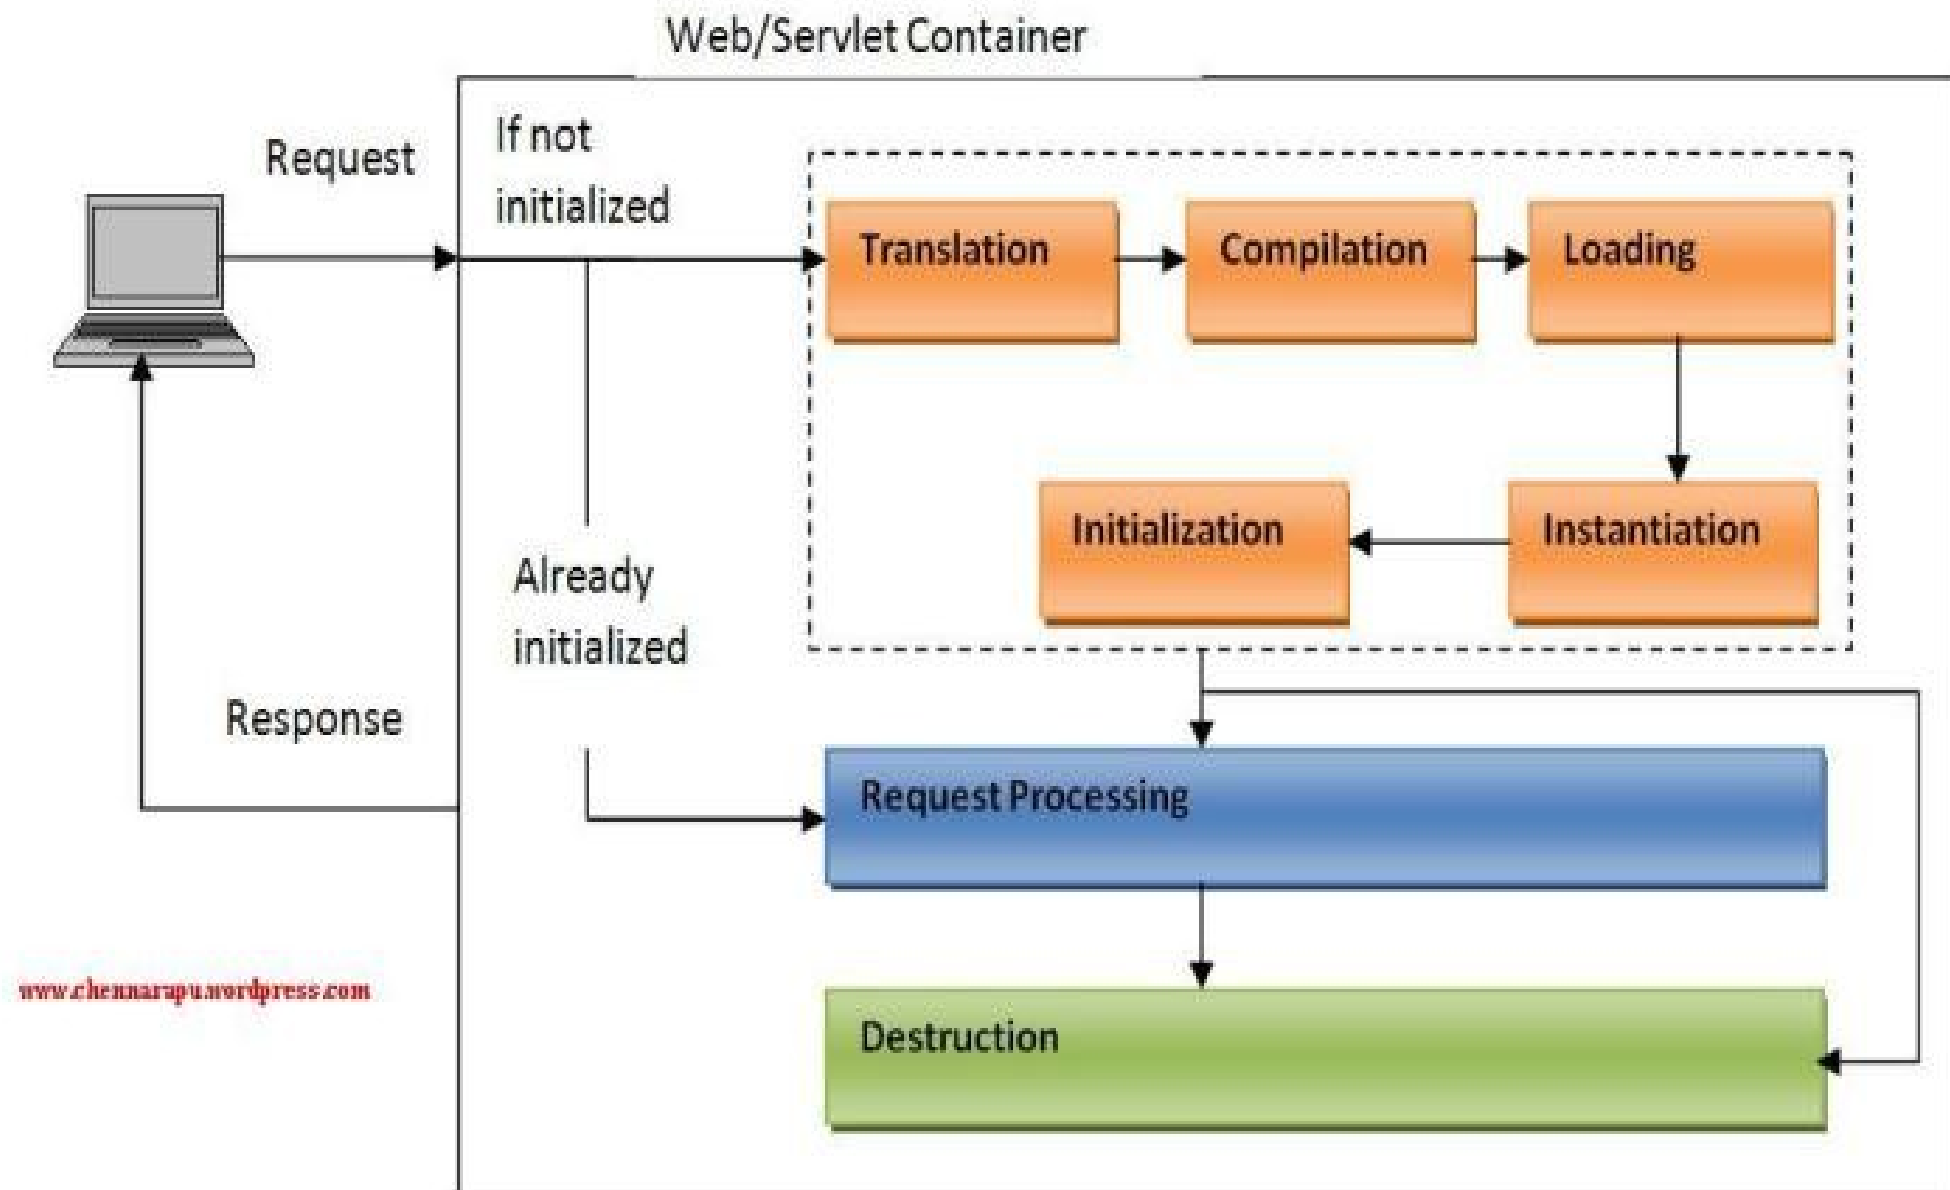 Web/Servlet Container
Request
If not
initialized
Translation
Compilation
Loading
Initialization
Instantiation
Already
initialized
Response
Request Processing
www.chennarapu.wordpress.com
Destruction